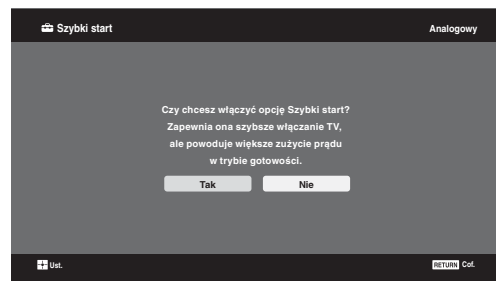 Szybki start
Analogowy
Czy chcesz włączyć opcję Szybki start?
Zapewnia ona szybsze włączanie TV,
ale powoduje większe zużycie prądu
w trybie gotowości.
Tak
Nie
Ust.
RETURN Cof.